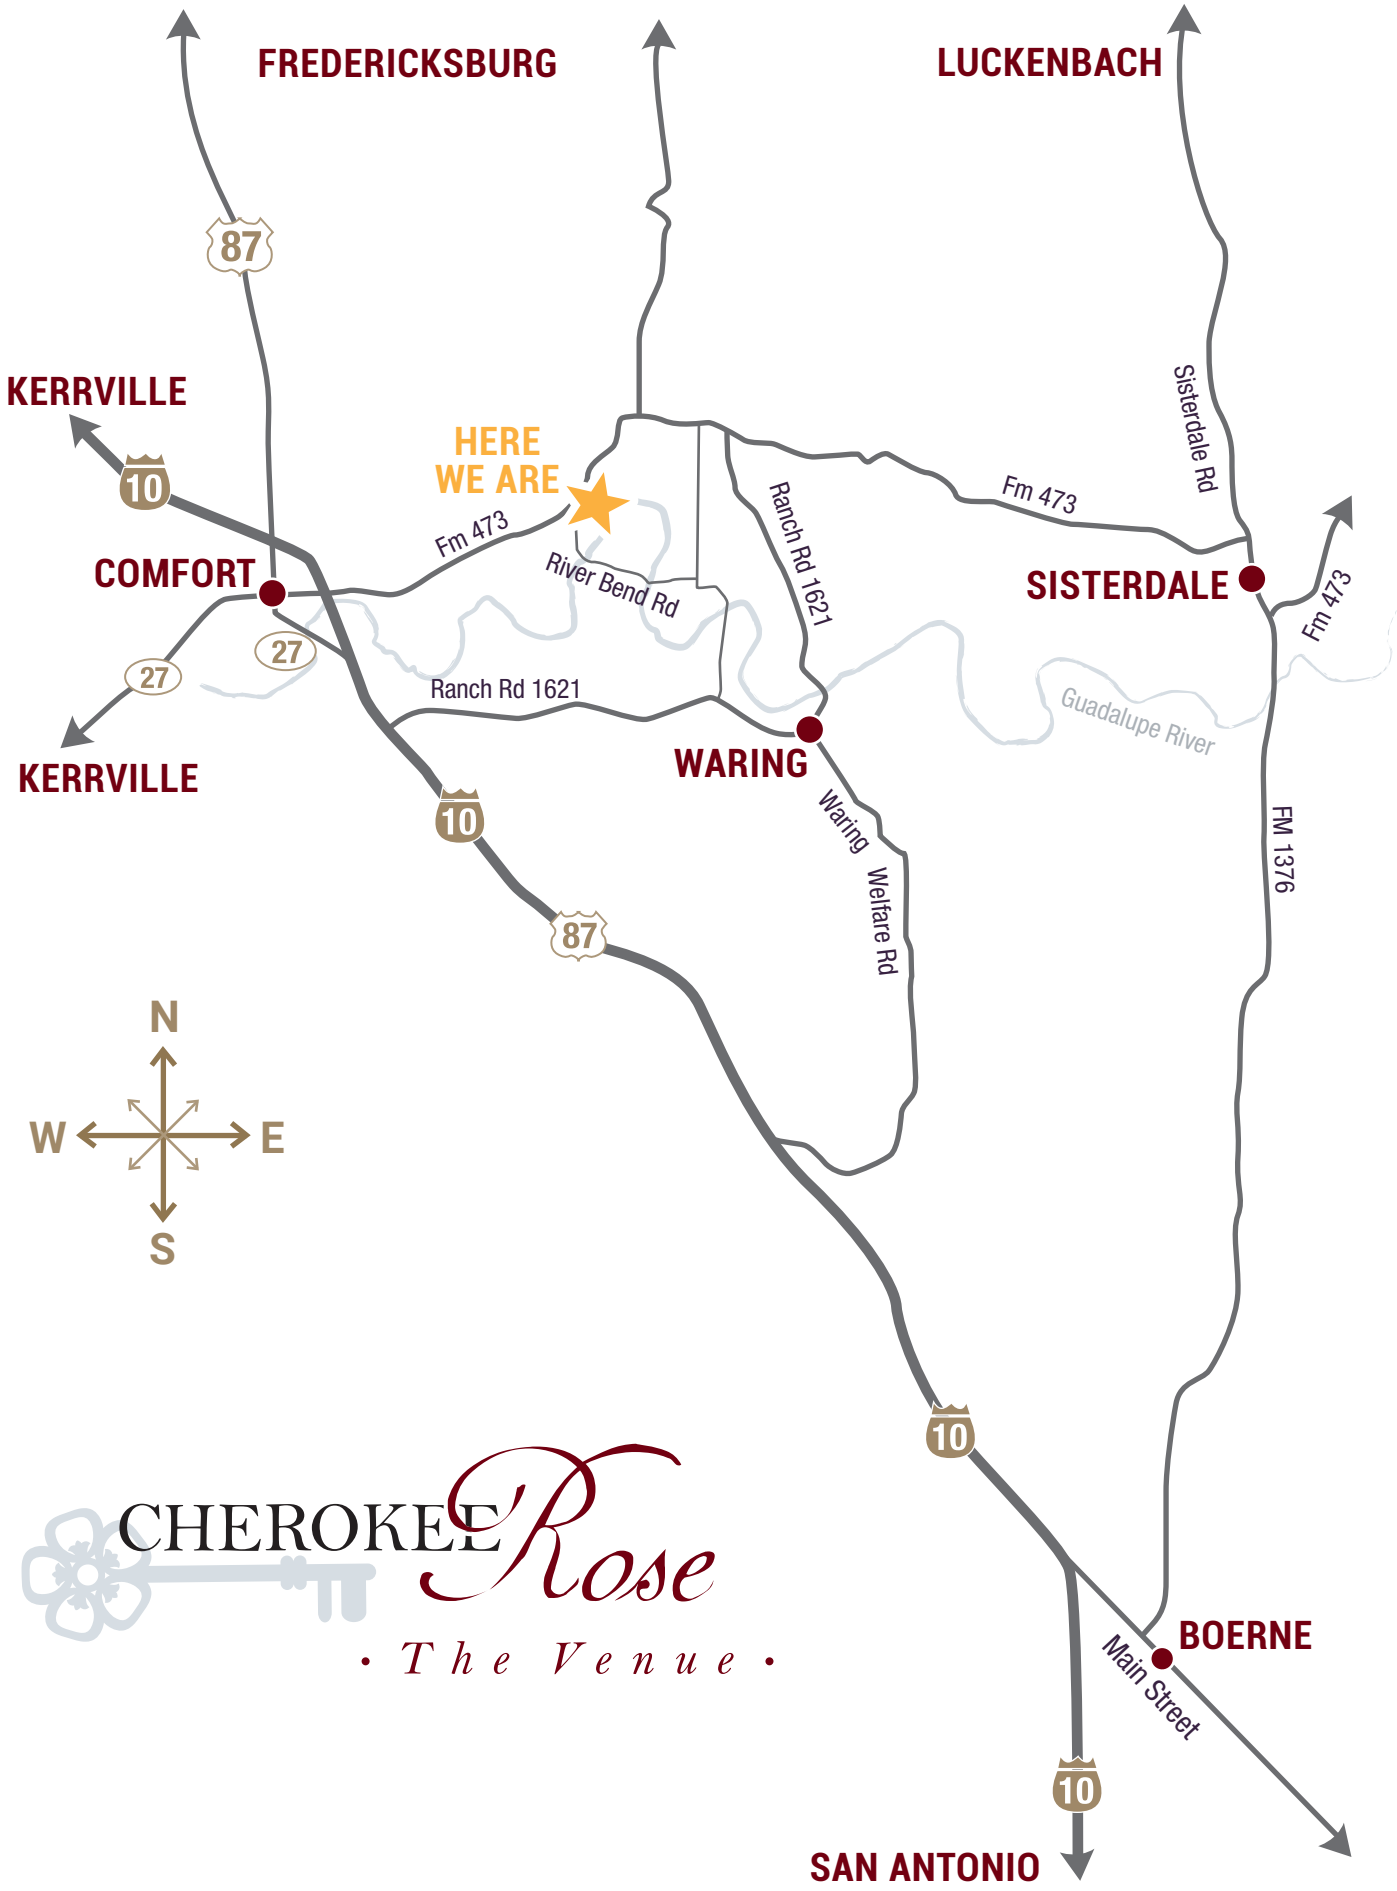 FREDERICKSBURG
LUCKENBACH
87
KERRVILLE
10
HERE
WE ARE
Sisterdale Rd
Fm 473
Ranch Rd 1621
Fm 473
COMFORT
River Bend Rd
SISTERDALE
Fm 473
27
27
Ranch Rd 1621
Guadalupe River
KERRVILLE
WARING
10
Waring
Welfare Rd
FM 1376
87
N
W
E
S
10
CHEROKEE Rose
• The Venue •
BOERNE
Main Street
10
SAN ANTONIO